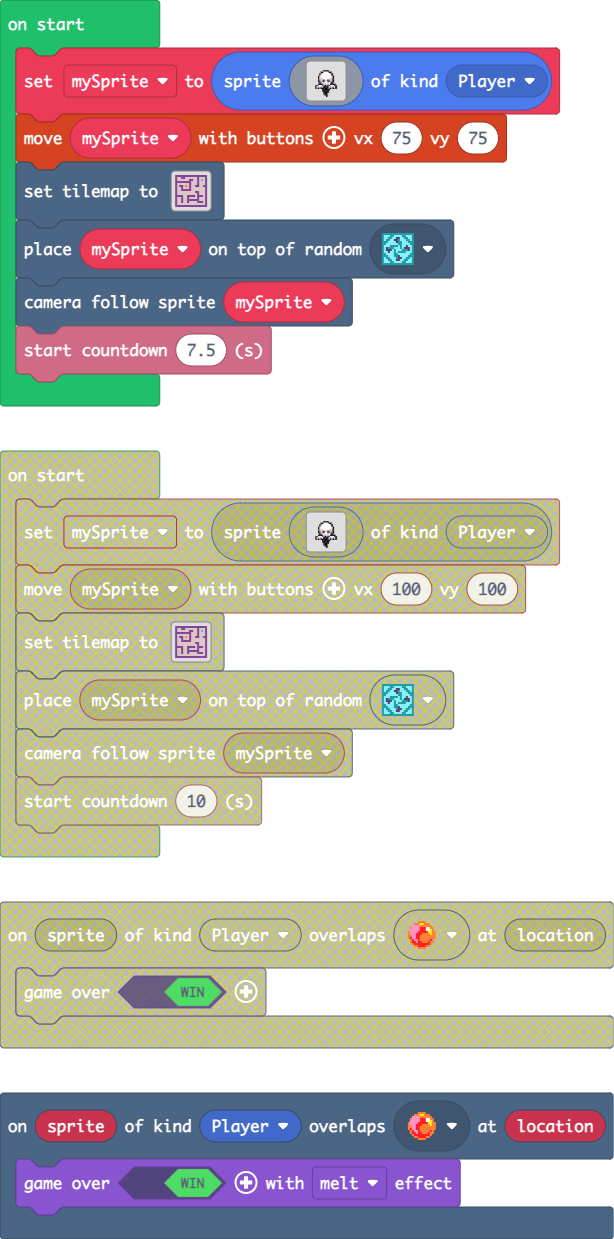 on start
set mySprite to sprite of kind Player
move mySprite with buttons vx 75 vy 75
set tilemap to
place mySprite on top of random
camera follow sprite mySprite
start countdown 7.5 (s)
on start
set mySprite to sprite of kind Player
move mySprite with buttons vx 100 vy 100
set tilemap to
place mySprite on top of random
camera follow sprite mySprite
start countdown 10 (s)
on sprite of kind Player overlaps at location
game over WIN
on sprite of kind Player overlaps at location
game over WIN with melt effect